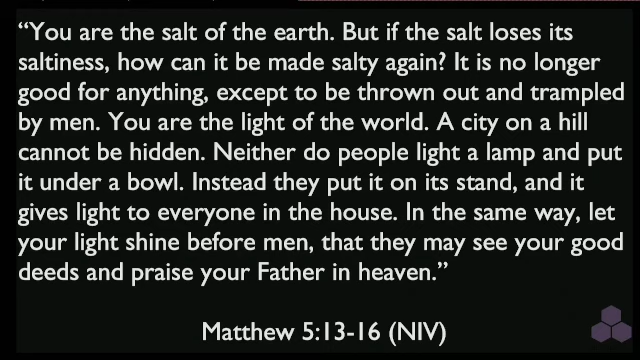 “You are the salt of the earth. But if the salt loses its
saltiness, how can it be made salty again? It is no longer
good for anything, except to be thrown out and trampled
by men. You are the light of the world. A city on a hill
cannot be hidden. Neither do people light a lamp and put
it under a bowl. Instead they put it on its stand, and it
gives light to everyone in the house. In the same way, let
your light shine before men, that they may see your good
deeds and praise your Father in heaven.”
Matthew 5:13-16 (NIV)